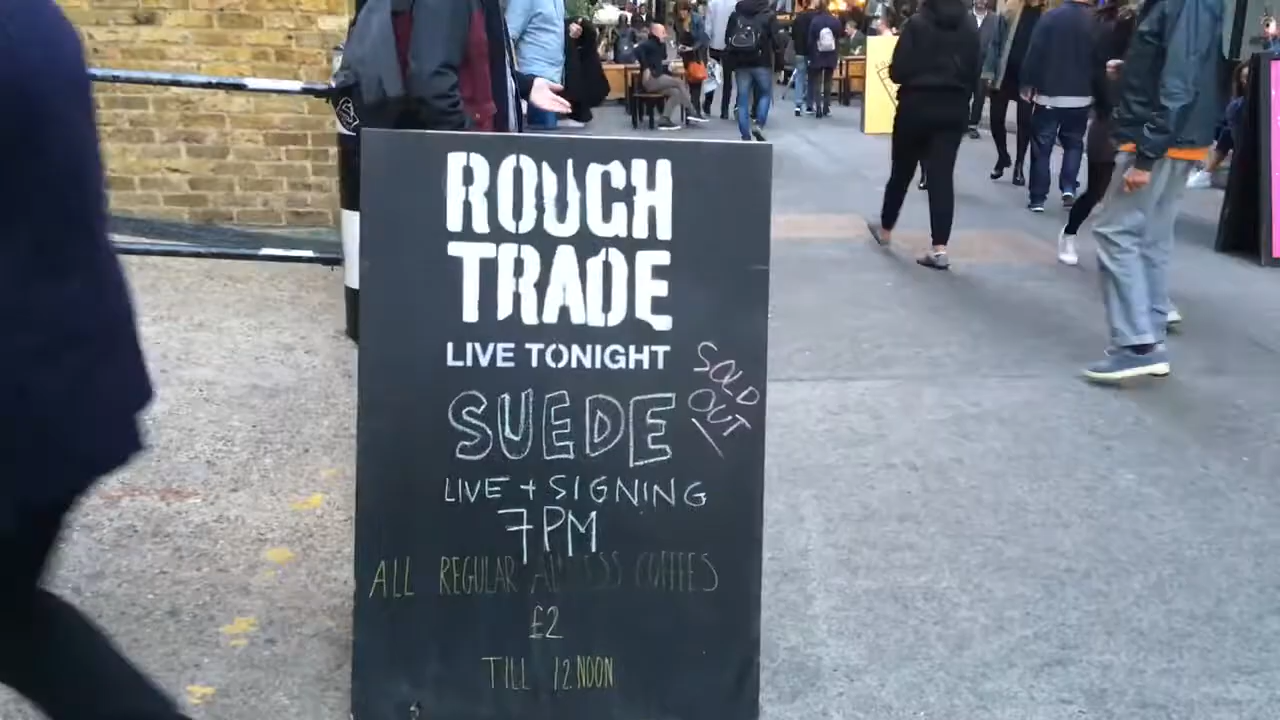 ROUGH
TRADE
LIVE TONIGHT
SUEDE
SOLD
OUT
LIVE + SIGNING
7PM
ALL REGULAR COFFEES
£2
TILL 12 NOON